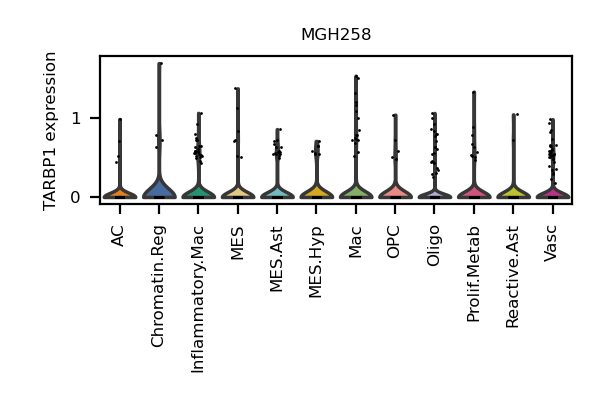 MGH258
TARBP1 expression
1
0
AC
Chromatin.Reg
Inflammatory.Mac
MES
MES.Ast
MES.Hyp
Mac
OPC
Oligo
Prolif.Metab
Reactive.Ast
Vasc